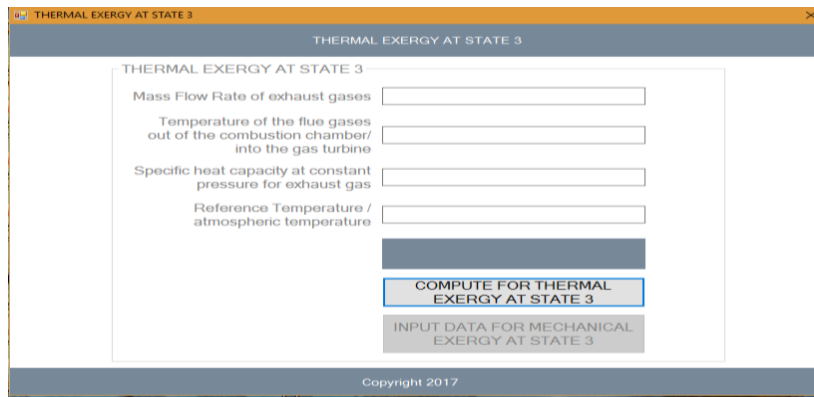 THERMAL EXERGY AT STATE 3
THERMAL EXERGY AT STATE 3
THERMAL EXERGY AT STATE 3
Mass Flow Rate of exhaust gases
Temperature of the flue gases
out of the combustion chamber/
into the gas turbine
Specific heat capacity at constant
pressure for exhaust gas
Reference Temperature /
atmospheric temperature
COMPUTE FOR THERMAL
EXERGY AT STATE 3
INPUT DATA FOR MECHANICAL
EXERGY AT STATE 3
Copyright 2017